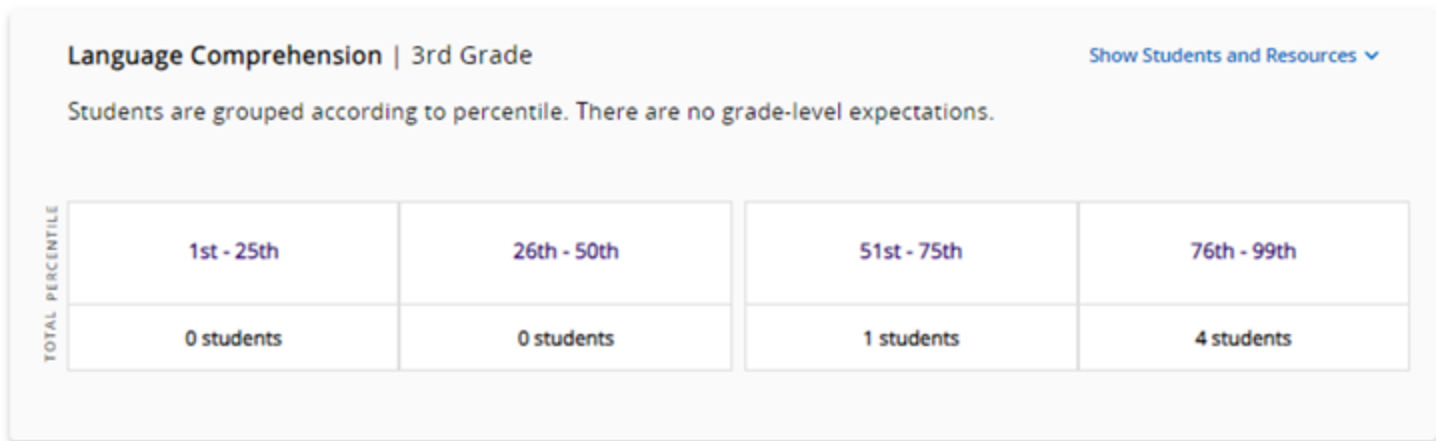 Language Comprehension | 3rd Grade
Show Students and Resources
Students are grouped according to percentile. There are no grade-level expectations.
TOTAL PERCENTILE
1st - 25th
26th - 50th
51st - 75th
76th - 99th
0 students
0 students
1 students
4 students